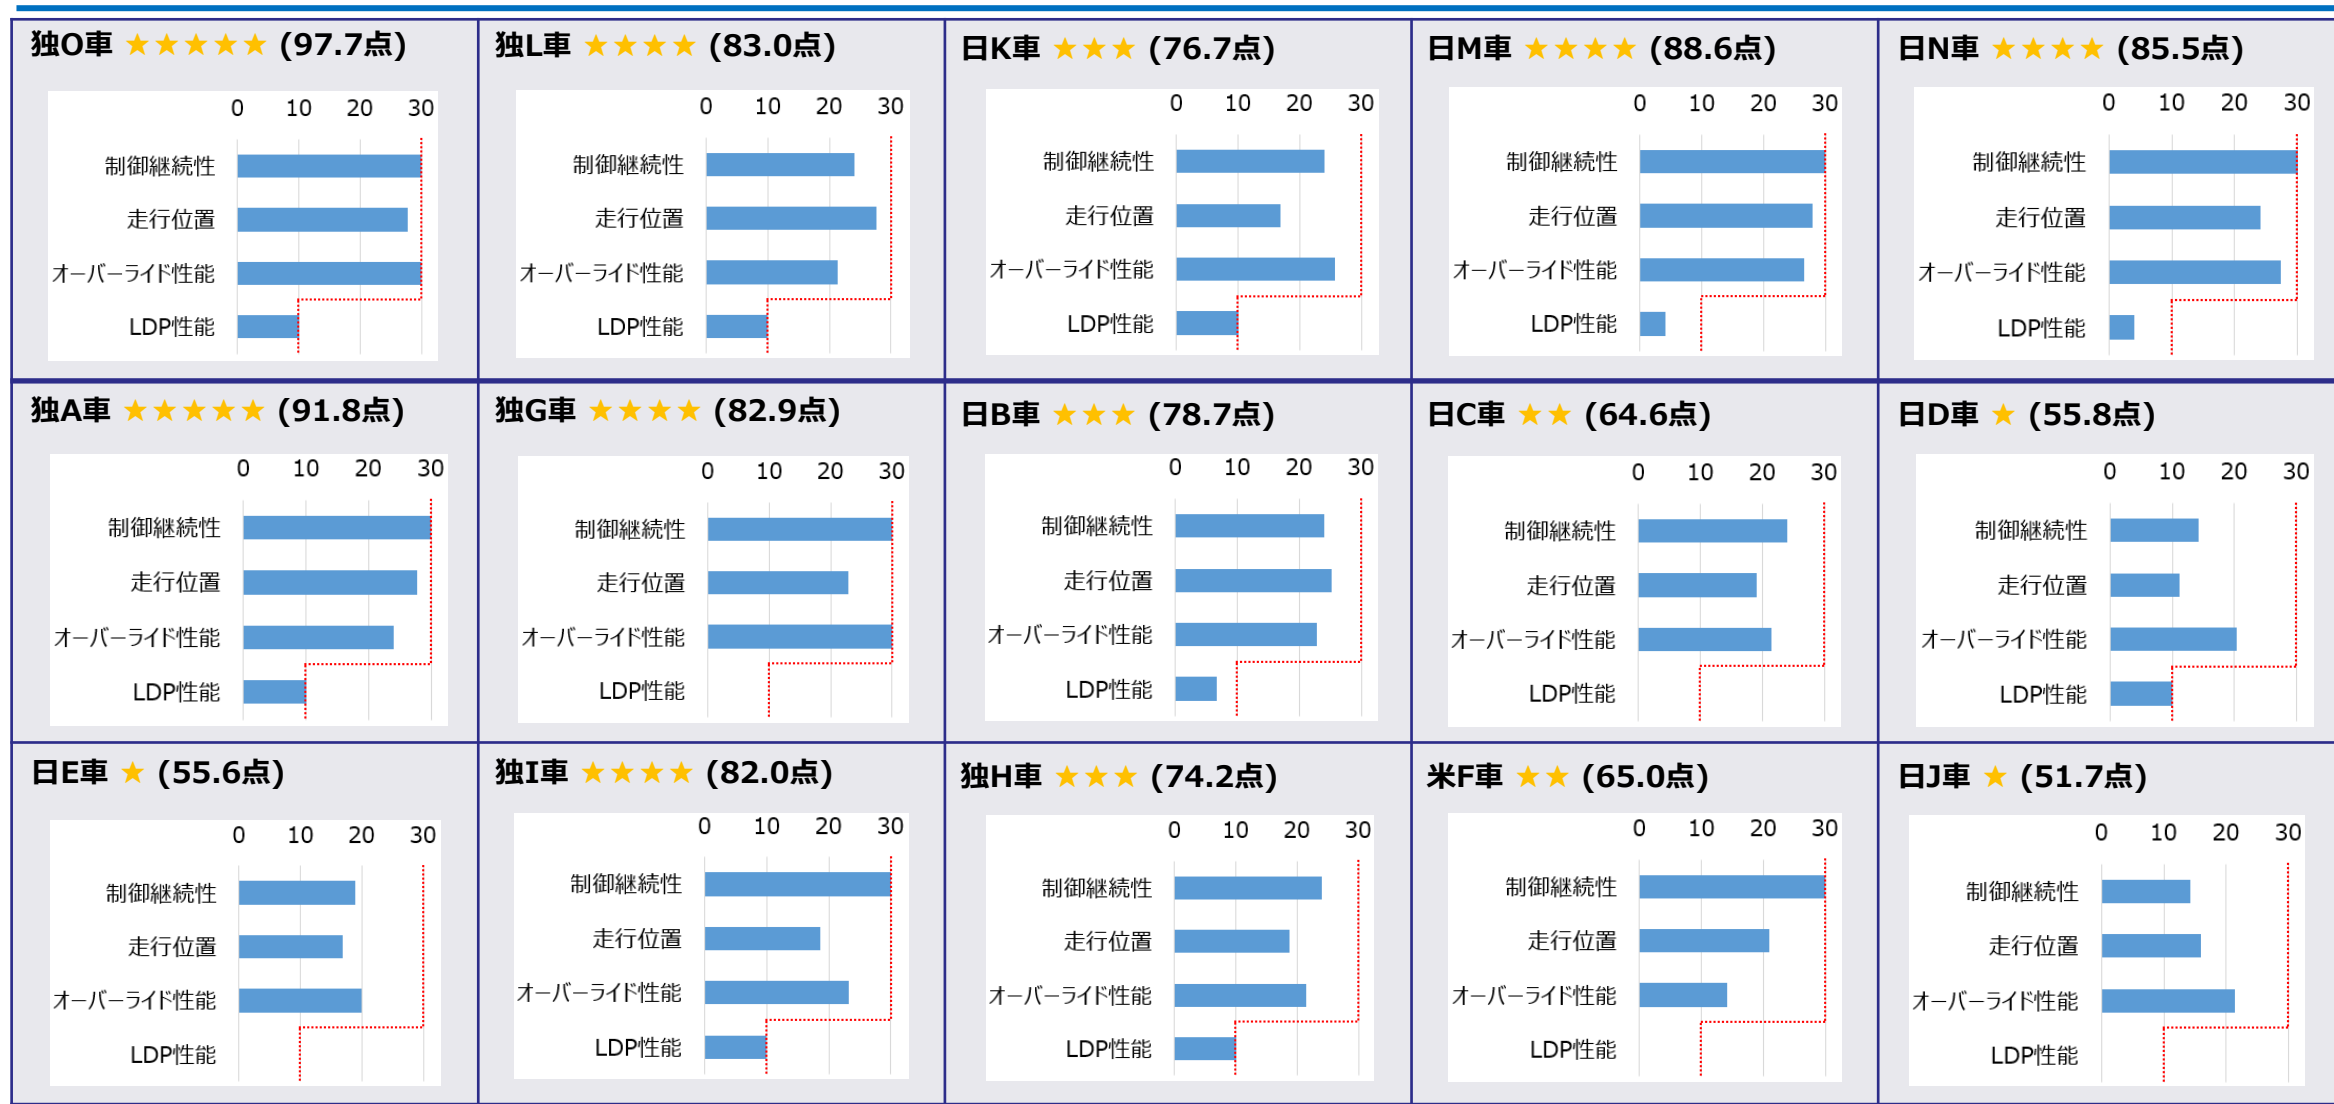 独O車 ★★★★★ (97.7点)
0 10 20 30
制御継続性
走行位置
オーバーライド性能
LDP性能
独L車 ★★★★ (83.0点)
0 10 20 30
制御継続性
走行位置
オーバーライド性能
LDP性能
日K車 ★★★ (76.7点)
0 10 20 30
制御継続性
走行位置
オーバーライド性能
LDP性能
日M車 ★★★★ (88.6点)
0 10 20 30
制御継続性
走行位置
オーバーライド性能
LDP性能
日N車 ★★★★ (85.5点)
0 10 20 30
制御継続性
走行位置
オーバーライド性能
LDP性能
独A車 ★★★★★ (91.8点)
0 10 20 30
制御継続性
走行位置
オーバーライド性能
LDP性能
独G車 ★★★★ (82.9点)
0 10 20 30
制御継続性
走行位置
オーバーライド性能
LDP性能
日B車 ★★★ (78.7点)
0 10 20 30
制御継続性
走行位置
オーバーライド性能
LDP性能
日C車 ★★ (64.6点)
0 10 20 30
制御継続性
走行位置
オーバーライド性能
LDP性能
日D車 ★ (55.8点)
0 10 20 30
制御継続性
走行位置
オーバーライド性能
LDP性能
日E車 ★ (55.6点)
0 10 20 30
制御継続性
走行位置
オーバーライド性能
LDP性能
独I車 ★★★★ (82.0点)
0 10 20 30
制御継続性
走行位置
オーバーライド性能
LDP性能
独H車 ★★★ (74.2点)
0 10 20 30
制御継続性
走行位置
オーバーライド性能
LDP性能
米F車 ★★ (65.0点)
0 10 20 30
制御継続性
走行位置
オーバーライド性能
LDP性能
日J車 ★ (51.7点)
0 10 20 30
制御継続性
走行位置
オーバーライド性能
LDP性能